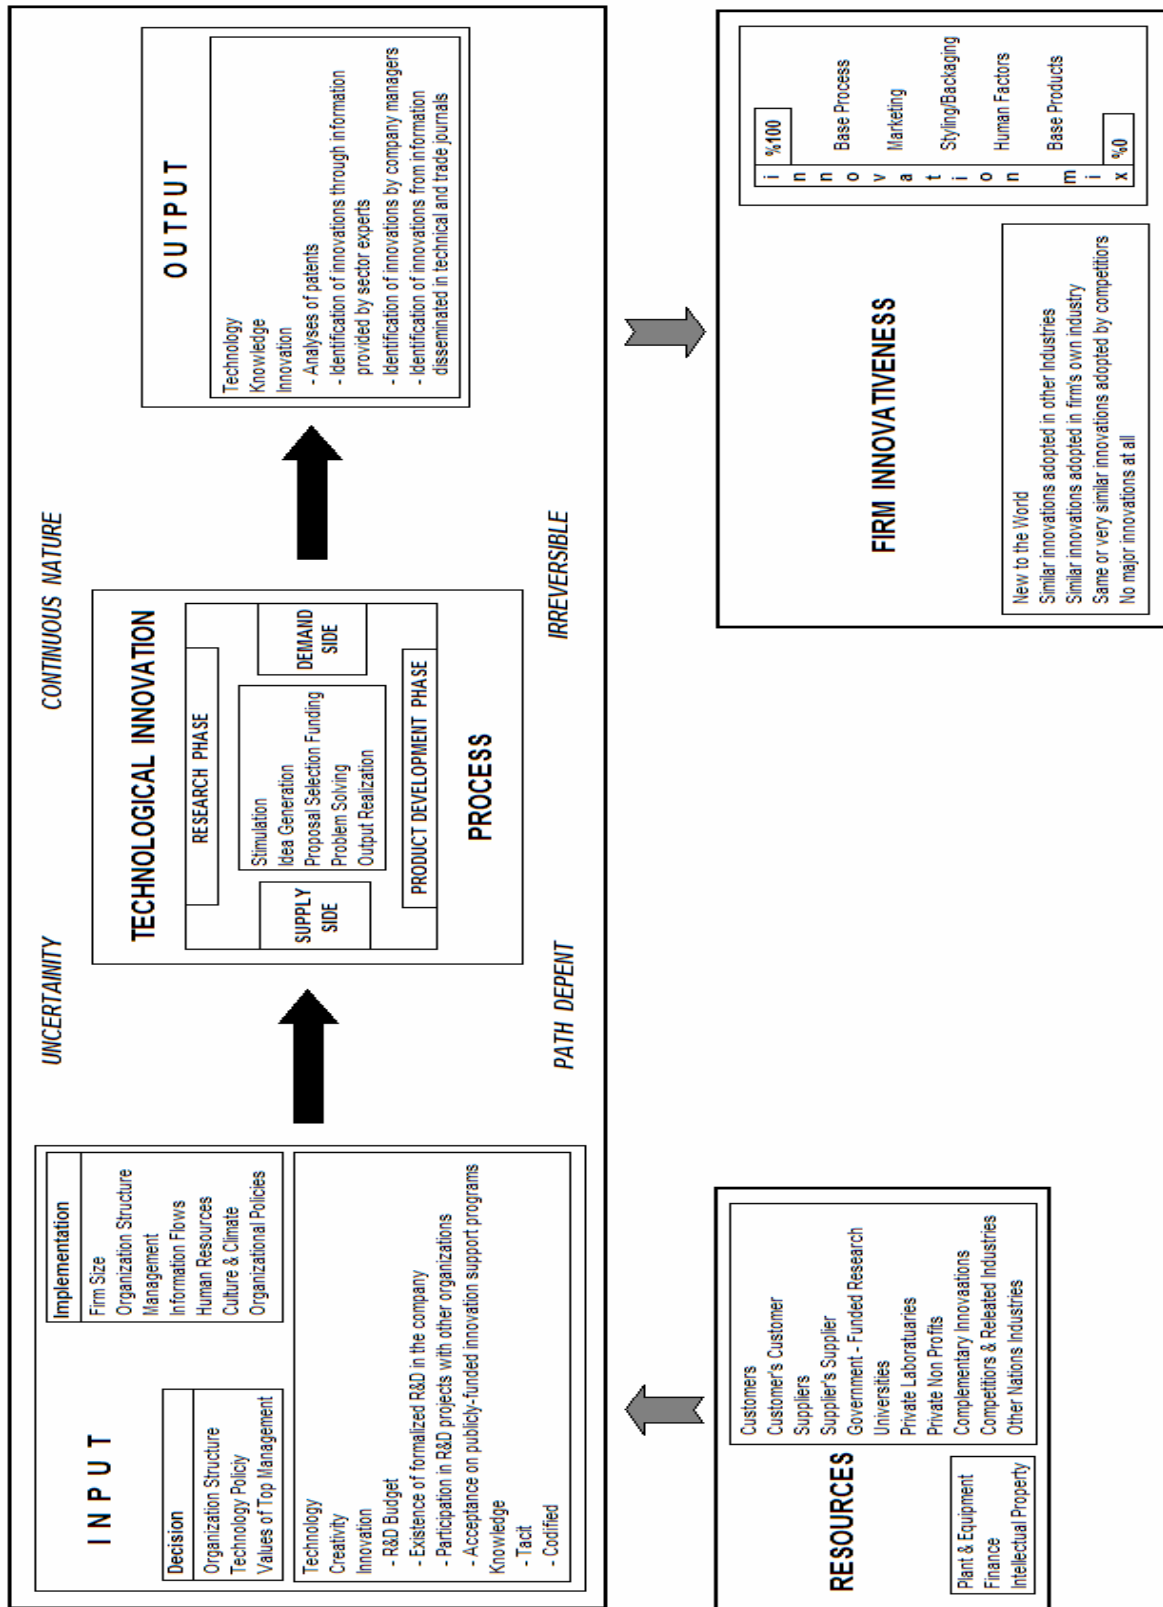 INPUT
Decision
Organization Structure
Technology Policiy
Values of Top Management
Implementation
Firm Size
Organization Structure
Management
Information Flows
Human Resources
Culture & Climate
Organizational Policies
Technology
Creativity
Innovation
- R&D Budget
- Existence of formalized R&D in the company
- Participation in R&D projects with other organizations
- Acceptance on publicly-funded innovation support programs
Knowledge
- Tacit
- Codified
UNCERTAINITY
CONTINUOUS NATURE
TECHNOLOGICAL INNOVATION
RESEARCH PHASE
SUPPLY
SIDE
Stimulation
Idea Generation
Proposal Selection Funding
Problem Solving
Output Realization
DEMAND
SIDE
PRODUCT DEVELOPMENT PHASE
PROCESS
PATH DEPENT
IRREVERSIBLE
OUTPUT
Technology
Knowledge
Innovation
- Analyses of patents
- Identification of innovations through information
provided by sector experts
- Identification of innovations by company managers
- Identification of innovations from information
disseminated in technical and trade journals
RESOURCES
Plant & Equipment
Finance
Intellectual Property
Customers
Customer's Customer
Suppliers
Supplier's Supplier
Government - Funded Research
Universities
Private Laboratuaries
Private Non Profits
Complementary Innovaations
Competitiors & Releated Industries
Other Nations Industries
FIRM INNOVATIVENESS
New to the World
Similar innovations adopted in other Industries
Similar innovations adopted in firm's own industry
Same or very similar innovations adopted by competitiors
No major innovations at all
innovation mix
%100
Base Process
Marketing
Styling/Backaging
Human Factors
Base Products
%0